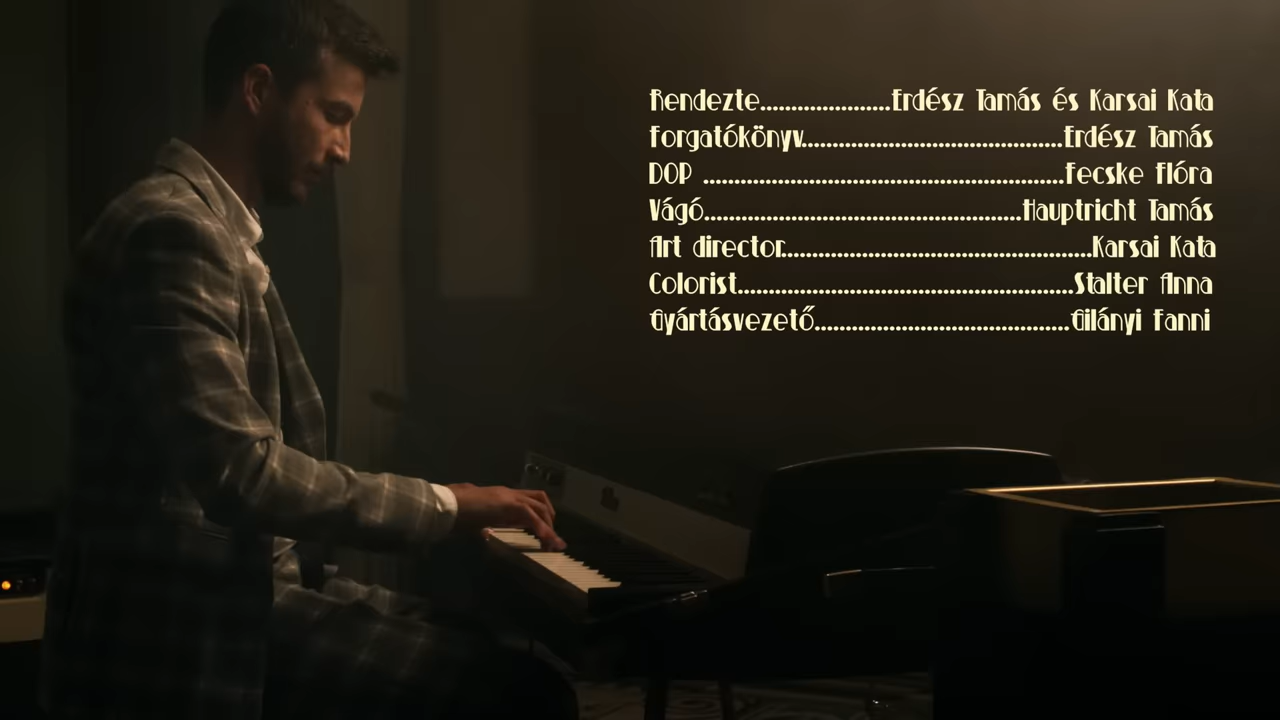 Rendezte.....................Erdész Tamás és Karsai Kata
Forgatókönyv..........................................Erdész Tamás
DOP ..........................................................Fecske Flóra
Vágó...................................................Hauptricht Tamás
Art director..................................................Karsai Kata
Colorist......................................................Stalter Anna
Gyártásvezető.........................................Gilányi Fanni